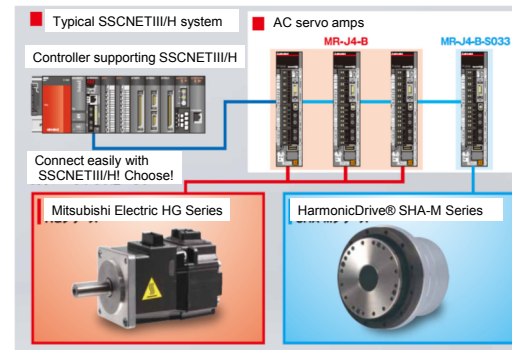 Typical SSCNETIII/H system
AC servo amps
MR-J4-B
MR-J4-B-S033
Controller supporting SSCNETIII/H
Connect easily with
SSCNETIII/H! Choose!
Mitsubishi Electric HG Series
HarmonicDrive® SHA-M Series